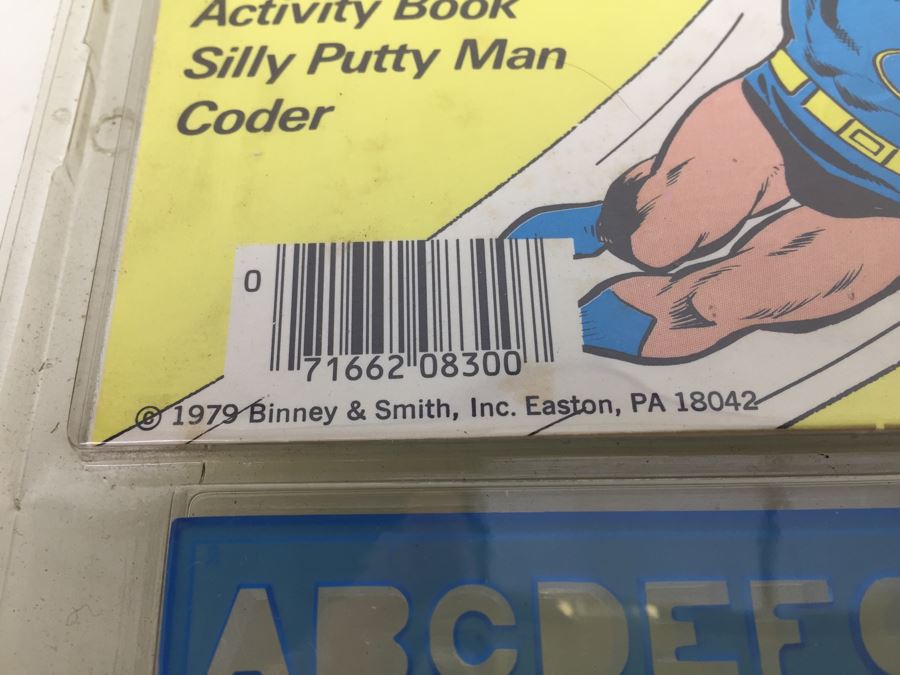 Activity Book
Silly Putty Man
Coder
0
71662 08300
© 1979 Binney & Smith, Inc. Easton, PA 18042
ABCDEF